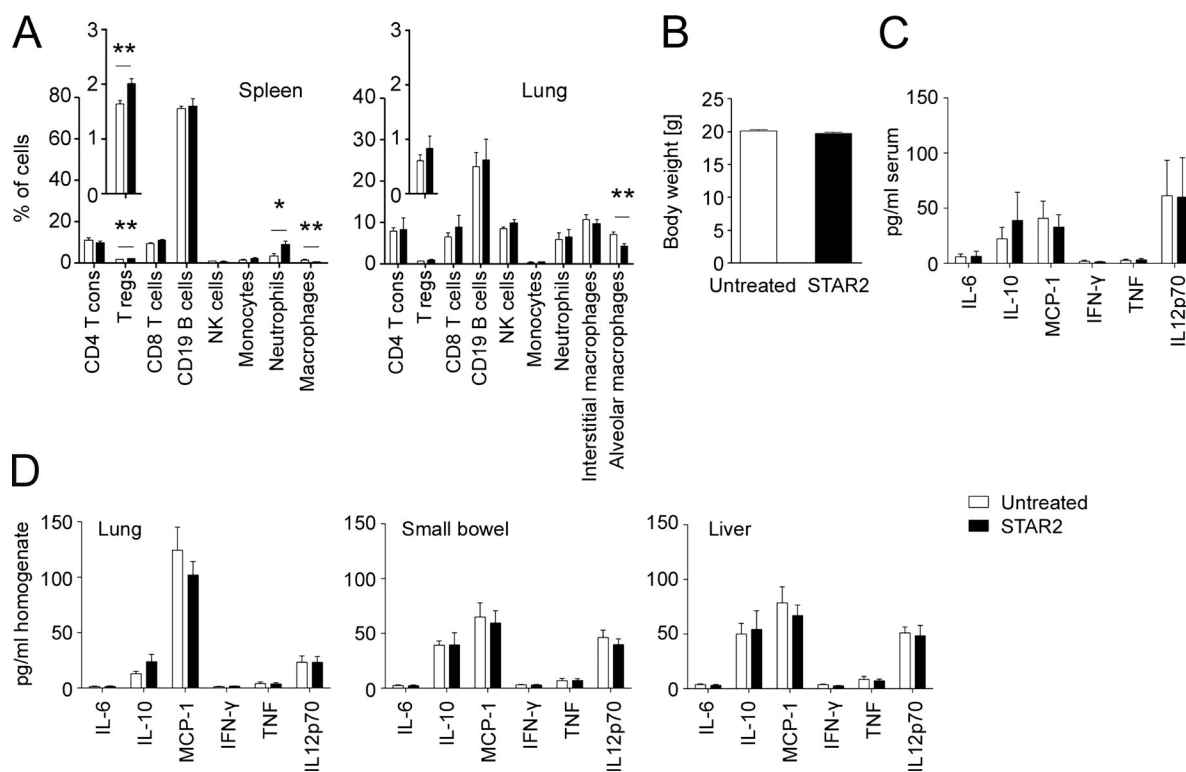 A
B
C
% of cells
80
60
40
20
10
0
3
2
1
0
**
**
*
**
Spleen
CD4 T cons
T regs
CD8 T cells
CD19 B cells
NK cells
Monocytes
Neutrophils
Macrophages
40
30
20
10
0
3
2
1
0
Lung
**
CD4 T cons
T regs
CD8 T cells
CD19 B cells
NK cells
Monocytes
Neutrophils
Interstitial macrophages
Alveolar macrophages
Body weight [g]
25
20
15
10
5
0
Untreated STAR2
pg/ml serum
150
100
50
0
IL-6
IL-10
MCP-1
IFN-γ
TNF
IL12p70
D
pg/ml homogenate
150
100
50
0
Lung
IL-6
IL-10
MCP-1
IFN-γ
TNF
IL12p70
150
100
50
0
Small bowel
IL-6
IL-10
MCP-1
IFN-γ
TNF
IL12p70
150
100
50
0
Liver
IL-6
IL-10
MCP-1
IFN-γ
TNF
IL12p70
Untreated
STAR2